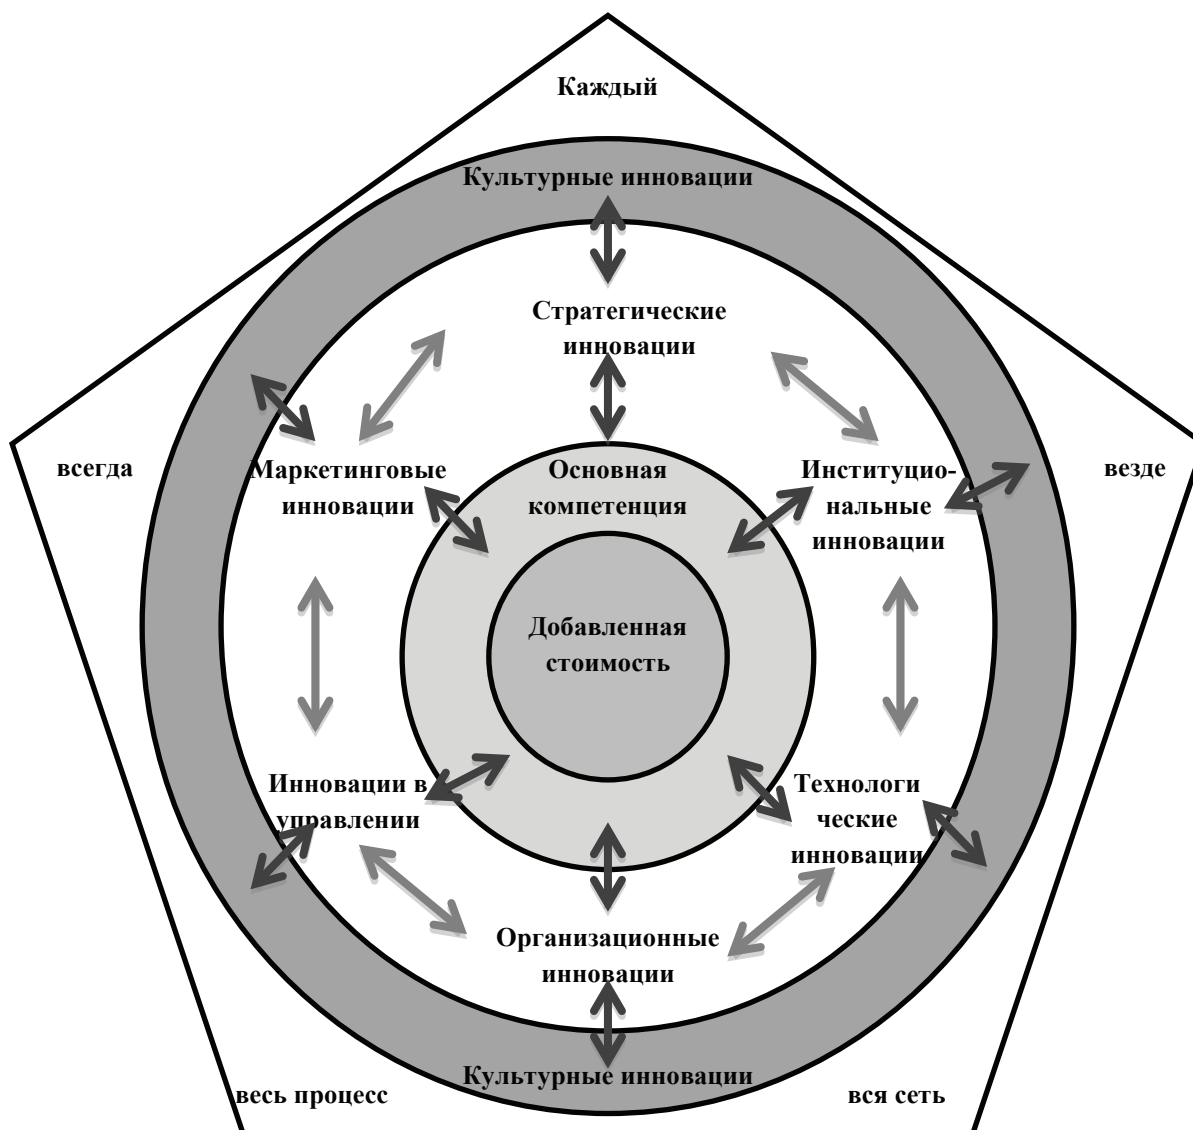 Каждый
Культурные инновации
Стратегические
инновации
всегда
Маркетинговые
инновации
Основная
компетенция
Институцио-
нальные
инновации
везде
Добавленная
стоимость
Инновации в
управлении
Технологи
ческие
инновации
Организационные
инновации
Культурные инновации
весь процесс
вся сеть